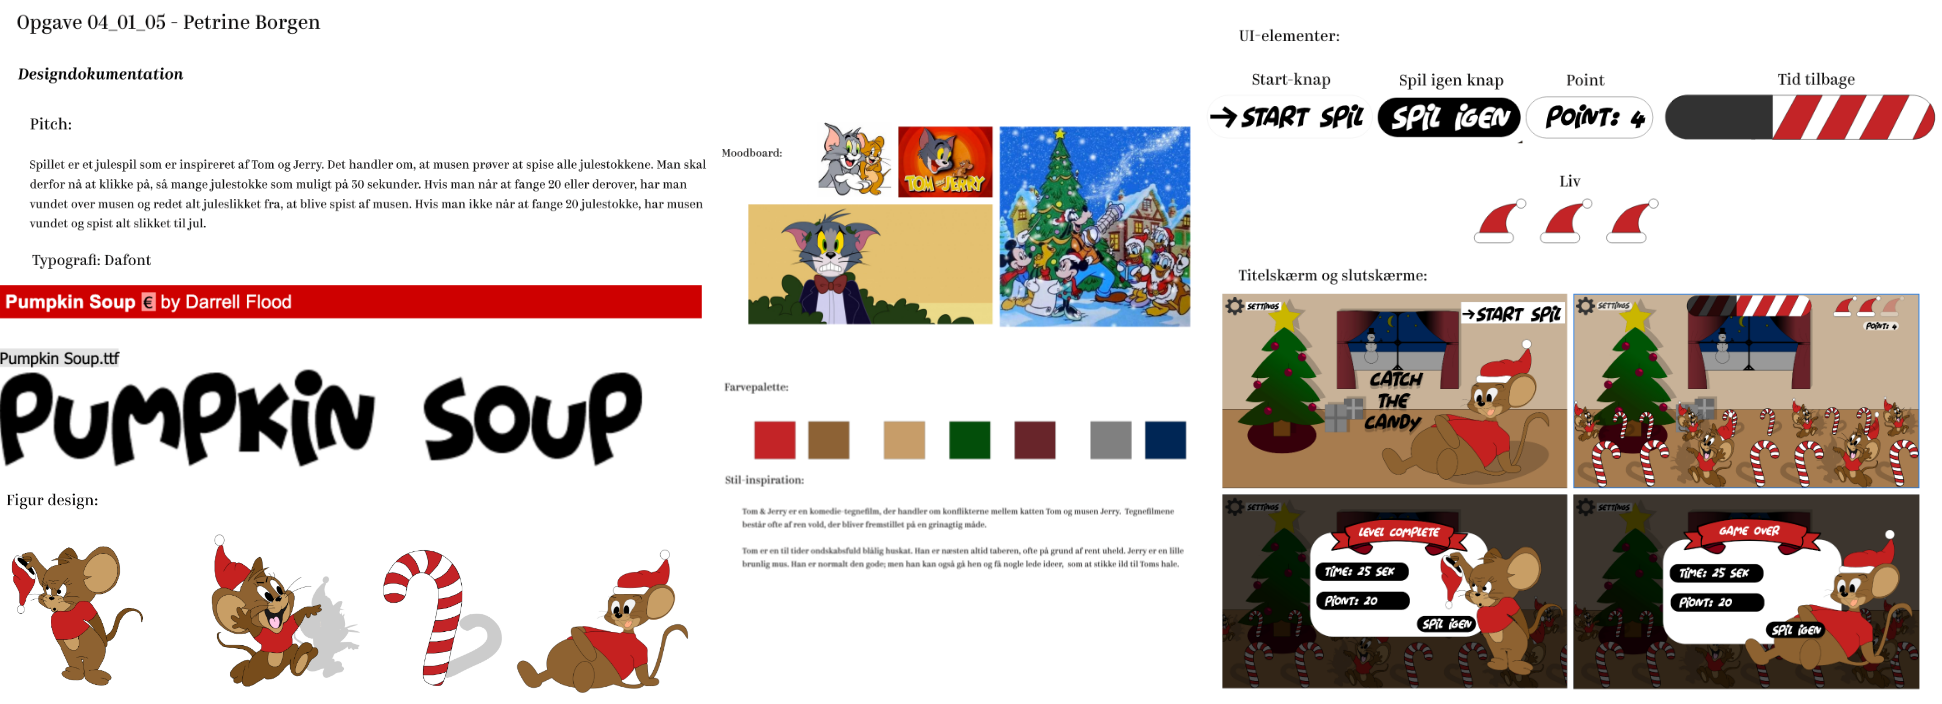 Opgave 04_01_05 - Petrine Borgen
Designdokumentation
Pitch:
Spillet er et julespil som er inspireret af Tom og Jerry. Det handler om, at musen prøver at spise alle julestokkene. Man skal
derfor nå at klikke på, så mange julestokke som muligt på 30 sekunder. Hvis man når at fange 20 eller derover, har man
vundet over musen og redet alt juleslikket fra, at blive spist af musen. Hvis man ikke når at fange 20 julestokke, har musen
vundet og spist alt slikket til jul.
Typografi: Dafont
Pumpkin Soup € by Darrell Flood
Pumpkin Soup.ttf
PUMPKIN SOUP
Figur design:
Moodboard:
TOM and JERRY
Farvepalette:
Stil-inspiration:
Tom & Jerry er en komedie-tegnefilm, der handler om konflikterne mellem katten Tom og musen Jerry. Tegnefilmene
består ofte af ren vold, der bliver fremstillet på en grinagtig måde.
Tom er en til tider ondskabsfuld blålig huskat. Han er næsten altid taberen, ofte på grund af rent uheld. Jerry er en lille
brunlig mus. Han er normalt den gode; men han kan også gå hen og få nogle lede ideer, som at stikke ild til Toms hale.
UI-elementer:
Start-knap
Spil igen knap
Point
Tid tilbage
→START SPIL
SPIL IGEN
POINT: 4
Liv
Titelskærm og slutskærme:
SETTINGS
→START SPIL
CATCH
THE
CANDY
SETTINGS
POINT: 4
SETTINGS
LEVEL COMPLETE
TIME: 25 SEK
PIONT: 20
SPIL IGEN
SETTINGS
GAME OVER
TIME: 25 SEK
PIONT: 20
SPIL IGEN